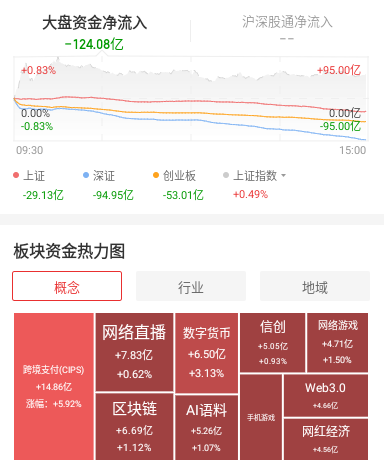 大盘资金净流入
沪深股通净流入
−124.08亿
−−
+0.83%
+95.00亿
0.00%
0.00亿
-0.83%
-95.00亿
09:30
15:00
上证
深证
创业板
上证指数
-29.13亿
-94.95亿
-53.01亿
+0.49%
板块资金热力图
概念
行业
地域
跨境支付(CIPS)
+14.86亿
涨幅：+5.92%
网络直播
+7.83亿
+0.62%
区块链
+6.69亿
+1.12%
数字货币
+6.50亿
+3.13%
AI语料
+5.26亿
+1.07%
信创
+5.05亿
+0.93%
网络游戏
+4.71亿
+1.50%
手机游戏
Web3.0
+4.66亿
网红经济
+4.56亿